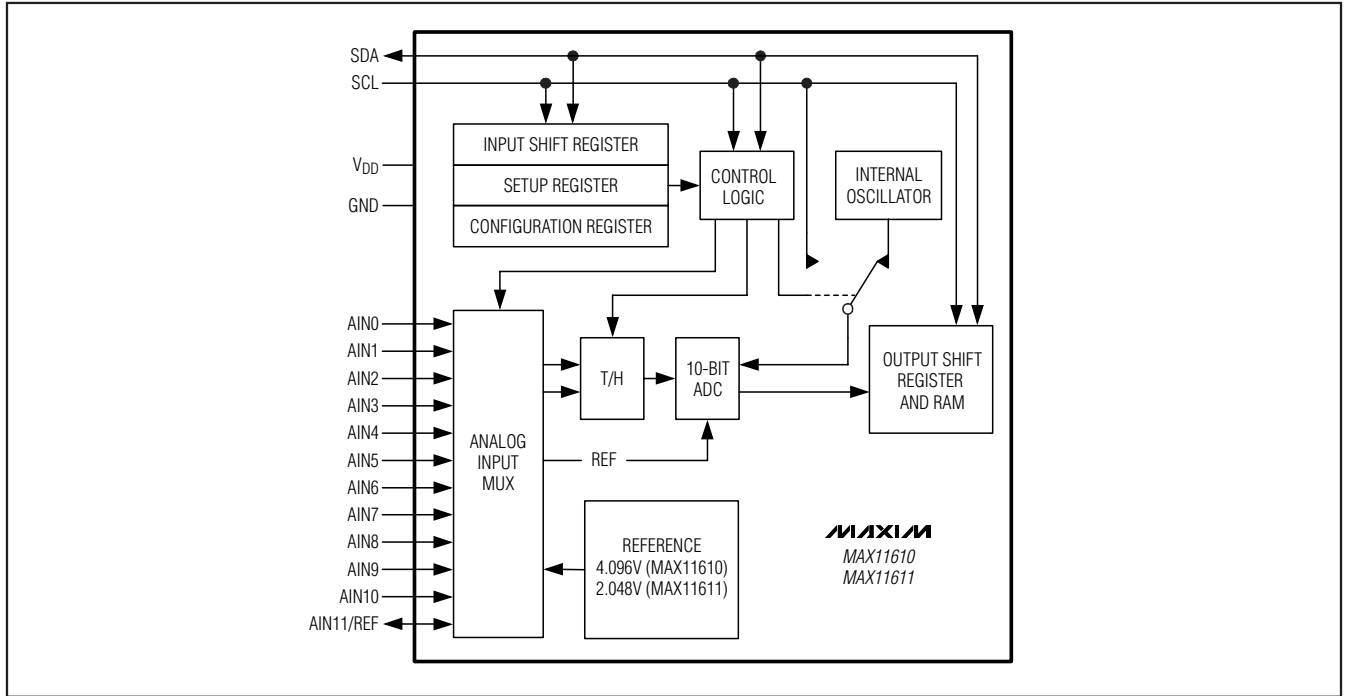 SDA
SCL
VDD
GND
INPUT SHIFT REGISTER
SETUP REGISTER
CONFIGURATION REGISTER
CONTROL
LOGIC
INTERNAL
OSCILLATOR
AIN0
AIN1
AIN2
AIN3
AIN4
AIN5
AIN6
AIN7
AIN8
AIN9
AIN10
AIN11/REF
ANALOG
INPUT
MUX
T/H
10-BIT
ADC
REF
OUTPUT SHIFT
REGISTER
AND RAM
REFERENCE
4.096V (MAX11610)
2.048V (MAX11611)
MAXIM
MAX11610
MAX11611